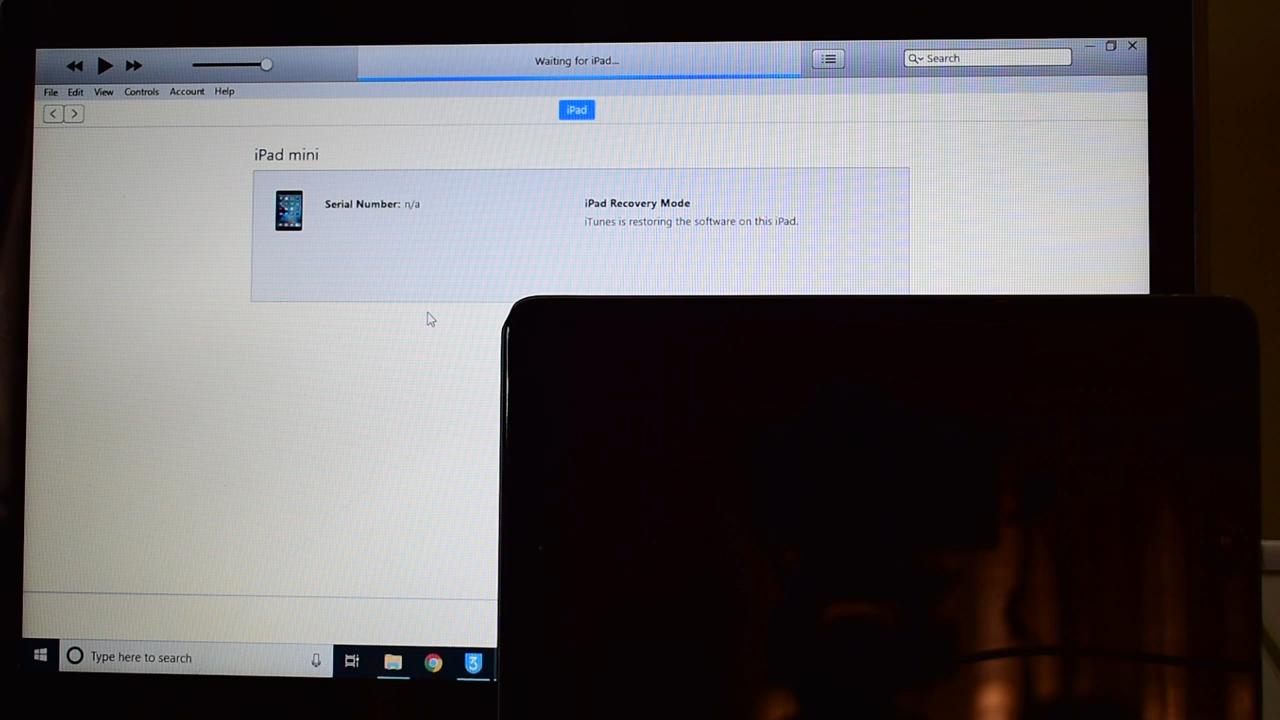 Waiting for iPad...
Search
File Edit View Controls Account Help
iPad
iPad mini
Serial Number: n/a
iPad Recovery Mode
iTunes is restoring the software on this iPad.
Type here to search
3